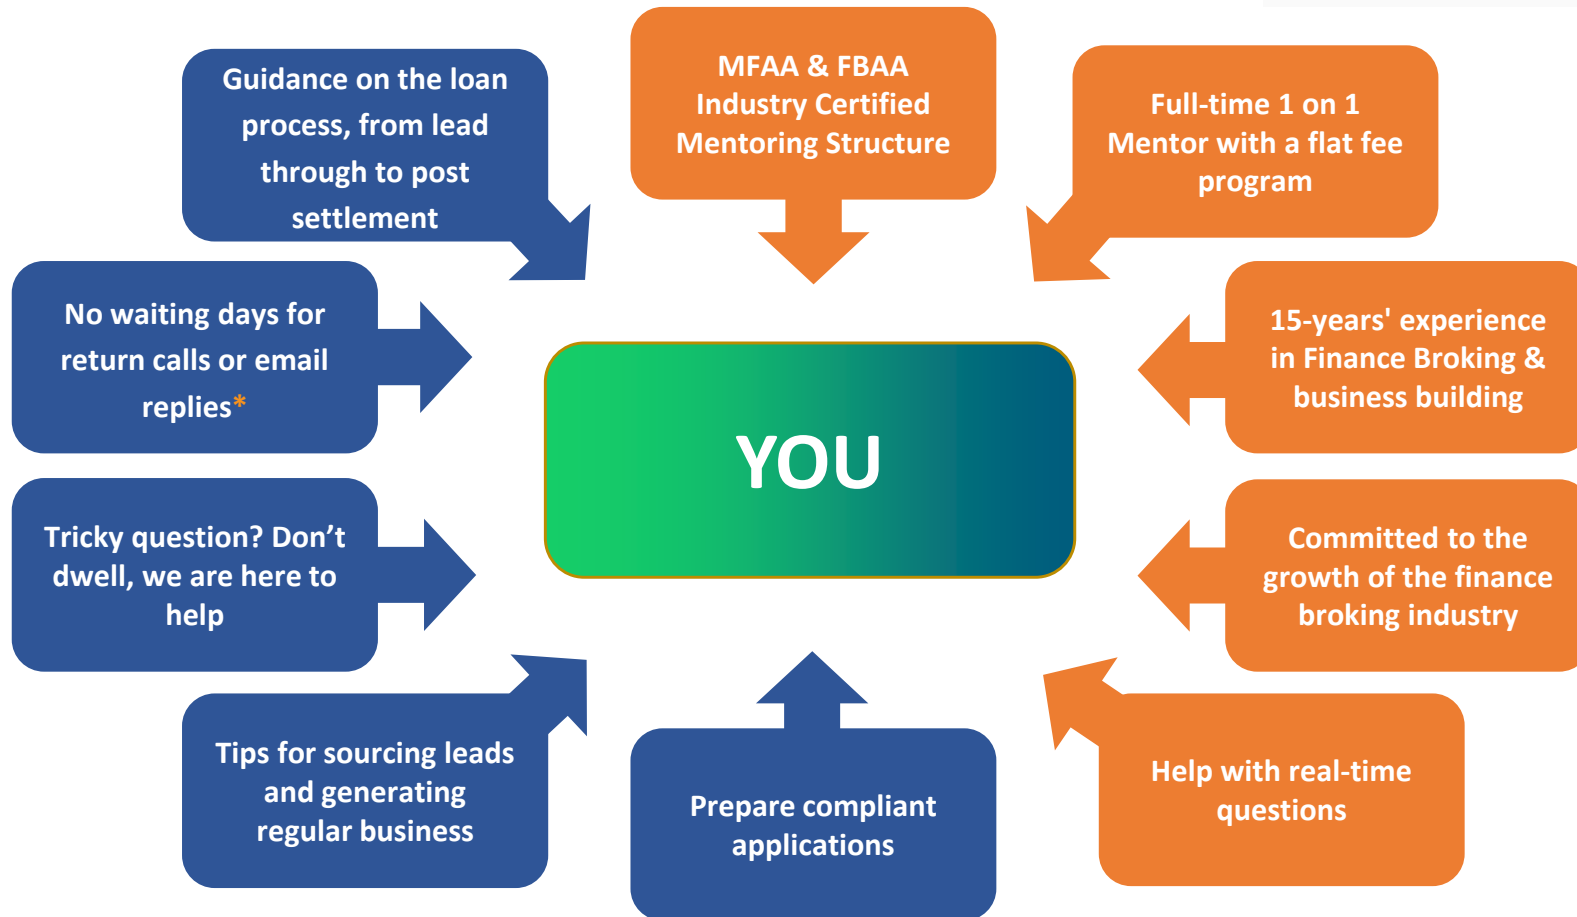 Guidance on the loan
process, from lead
through to post
settlement
MFAA & FBAA
Industry Certified
Mentoring Structure
Full-time 1 on 1
Mentor with a flat fee
program
No waiting days for
return calls or email
replies*
YOU
15-years' experience
in Finance Broking &
business building
Tricky question? Don’t
dwell, we are here to
help
Committed to the
growth of the finance
broking industry
Tips for sourcing leads
and generating
regular business
Prepare compliant
applications
Help with real-time
questions